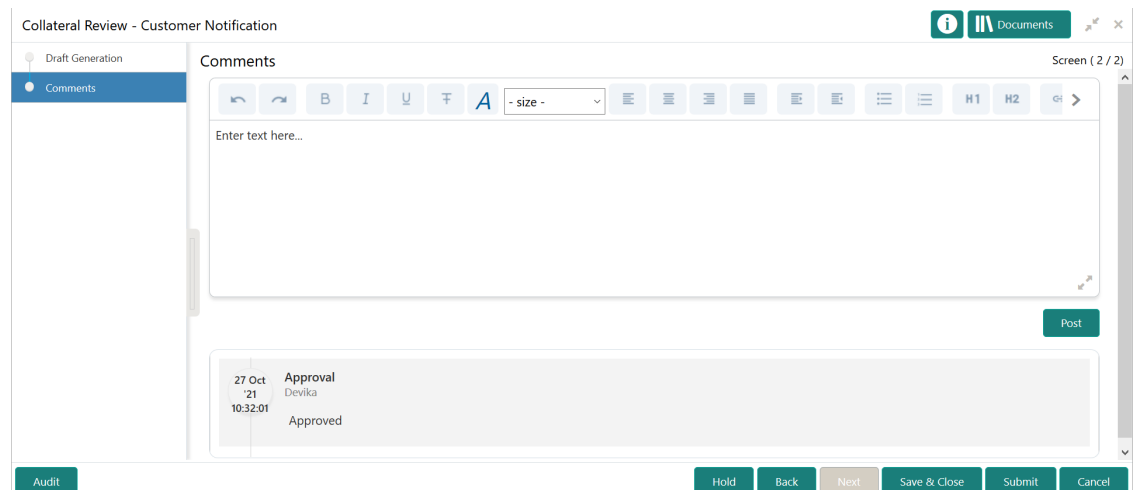 Collateral Review - Customer Notification
Documents
Draft Generation
Comments
Comments
Screen ( 2 / 2)
B I U T A - size - H1 H2
Enter text here...
Post
27 Oct
'21
10:32:01
Approval
Devika
Approved
Audit
Hold Back Next Save & Close Submit Cancel